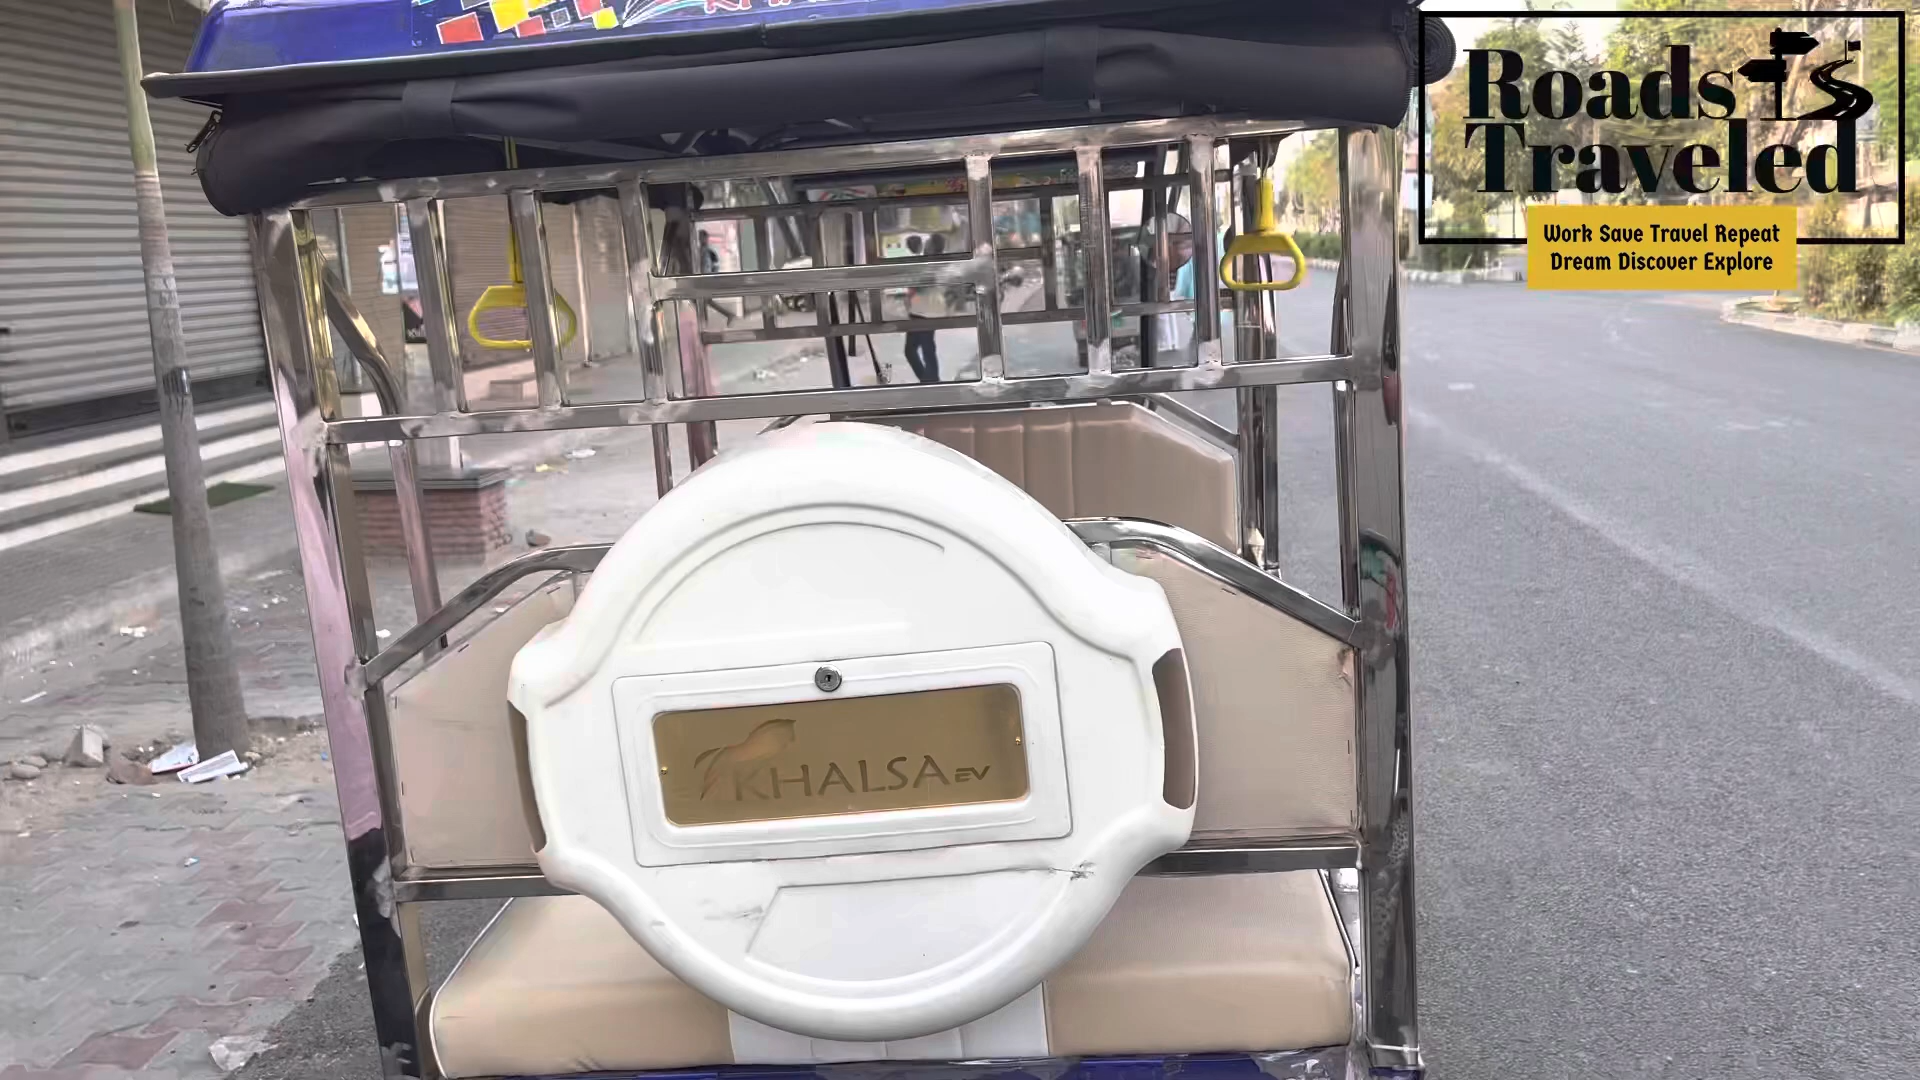 Roads
Traveled
Work Save Travel Repeat
Dream Discover Explore
KHALSA EV